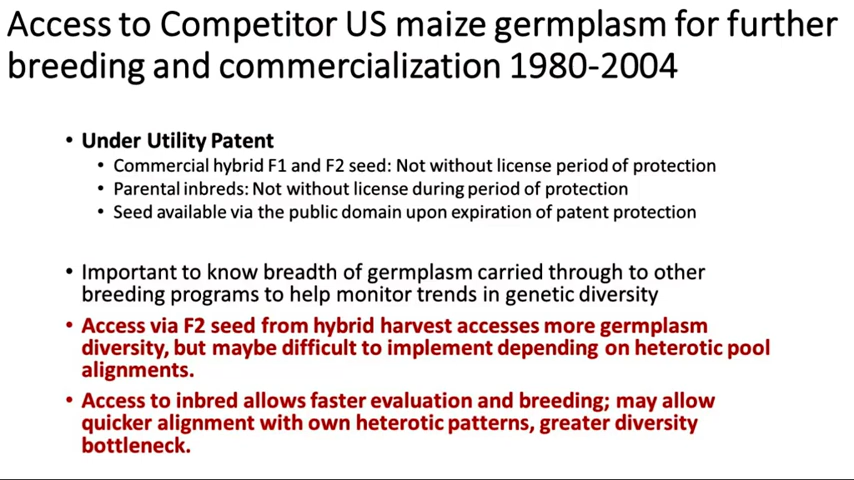 Access to Competitor US maize germplasm for further
breeding and commercialization 1980-2004
• Under Utility Patent
• Commercial hybrid F1 and F2 seed: Not without license period of protection
• Parental inbreds: Not without license during period of protection
• Seed available via the public domain upon expiration of patent protection
• Important to know breadth of germplasm carried through to other
breeding programs to help monitor trends in genetic diversity
• Access via F2 seed from hybrid harvest accesses more germplasm
diversity, but maybe difficult to implement depending on heterotic pool
alignments.
• Access to inbred allows faster evaluation and breeding; may allow
quicker alignment with own heterotic patterns, greater diversity
bottleneck.